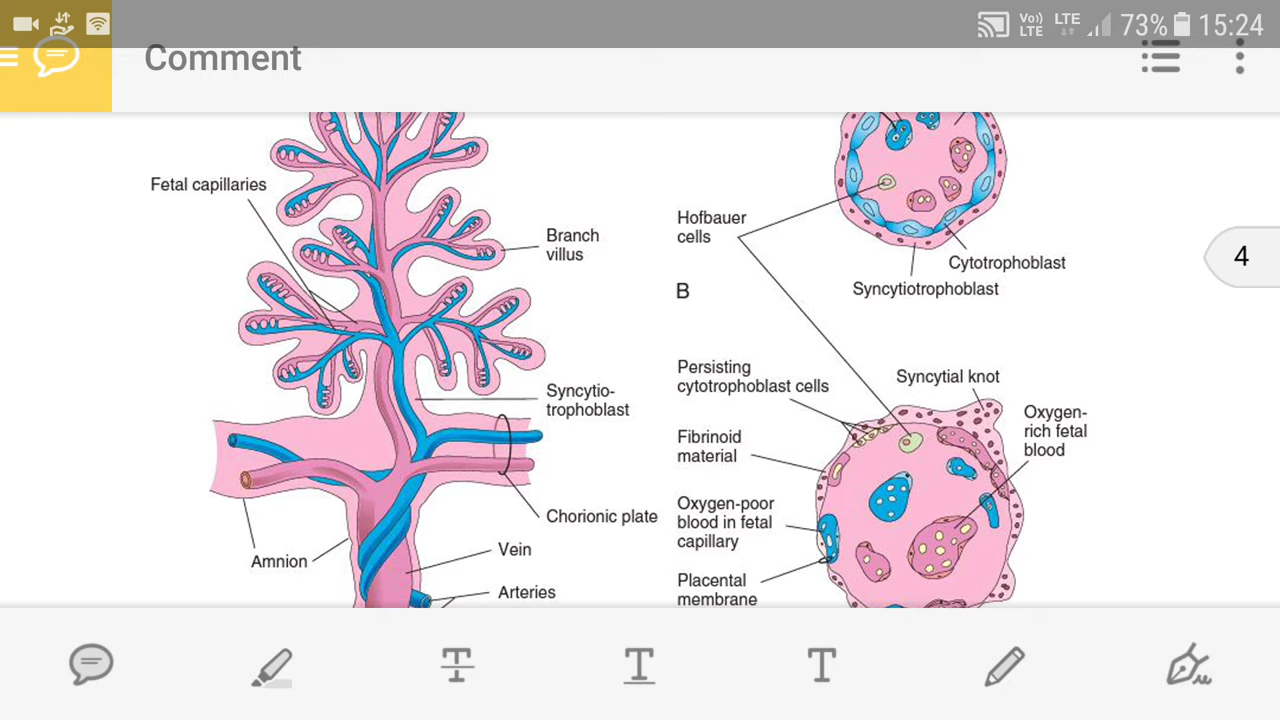 Vo))
LTE
LTE
73%
15:24
Comment
4
Fetal capillaries
Branch
villus
Syncytio-
trophoblast
Chorionic plate
Amnion
Vein
Arteries
Hofbauer
cells
Cytotrophoblast
Syncytiotrophoblast
B
Persisting
cytotrophoblast cells
Syncytial knot
Oxygen-
rich fetal
blood
Fibrinoid
material
Oxygen-poor
blood in fetal
capillary
Placental
membrane
T
T
T